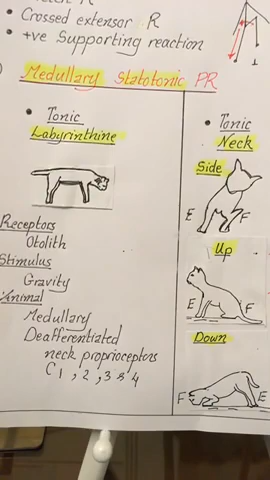 • Crossed extensor R
• +ve Supporting reaction
Medullary Statotonic PR
• Tonic
Labyrinthine
Receptors
Otolith
Stimulus
Gravity
Animal
Medullary
Deafferentiated
neck proprioceptors
C 1, 2, 3 & 4
• Tonic
Neck
Side
E F
Up
E F
Down
F E